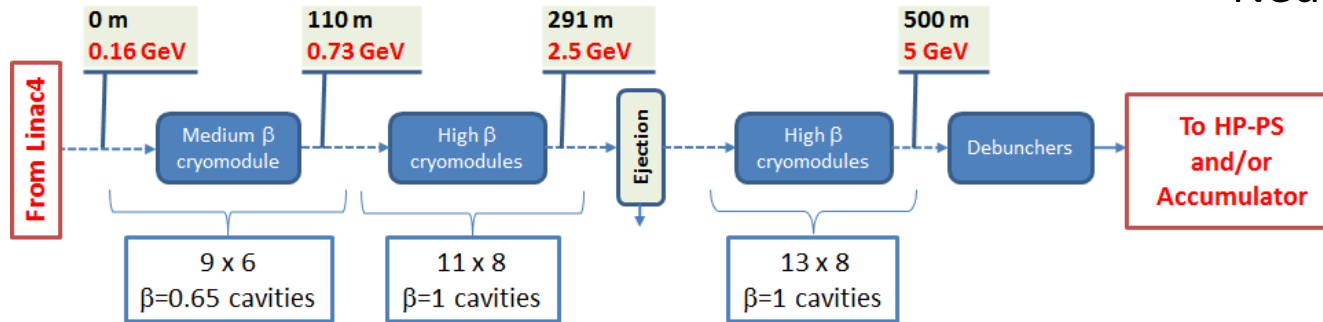 0 m
0.16 GeV
110 m
0.73 GeV
291 m
2.5 GeV
500 m
5 GeV
From Linac4
Medium β
cryomodule
High β
cryomodules
Ejection
High β
cryomodules
Debunchers
To HP-PS
and/or
Accumulator
9 x 6
β=0.65 cavities
11 x 8
β=1 cavities
13 x 8
β=1 cavities